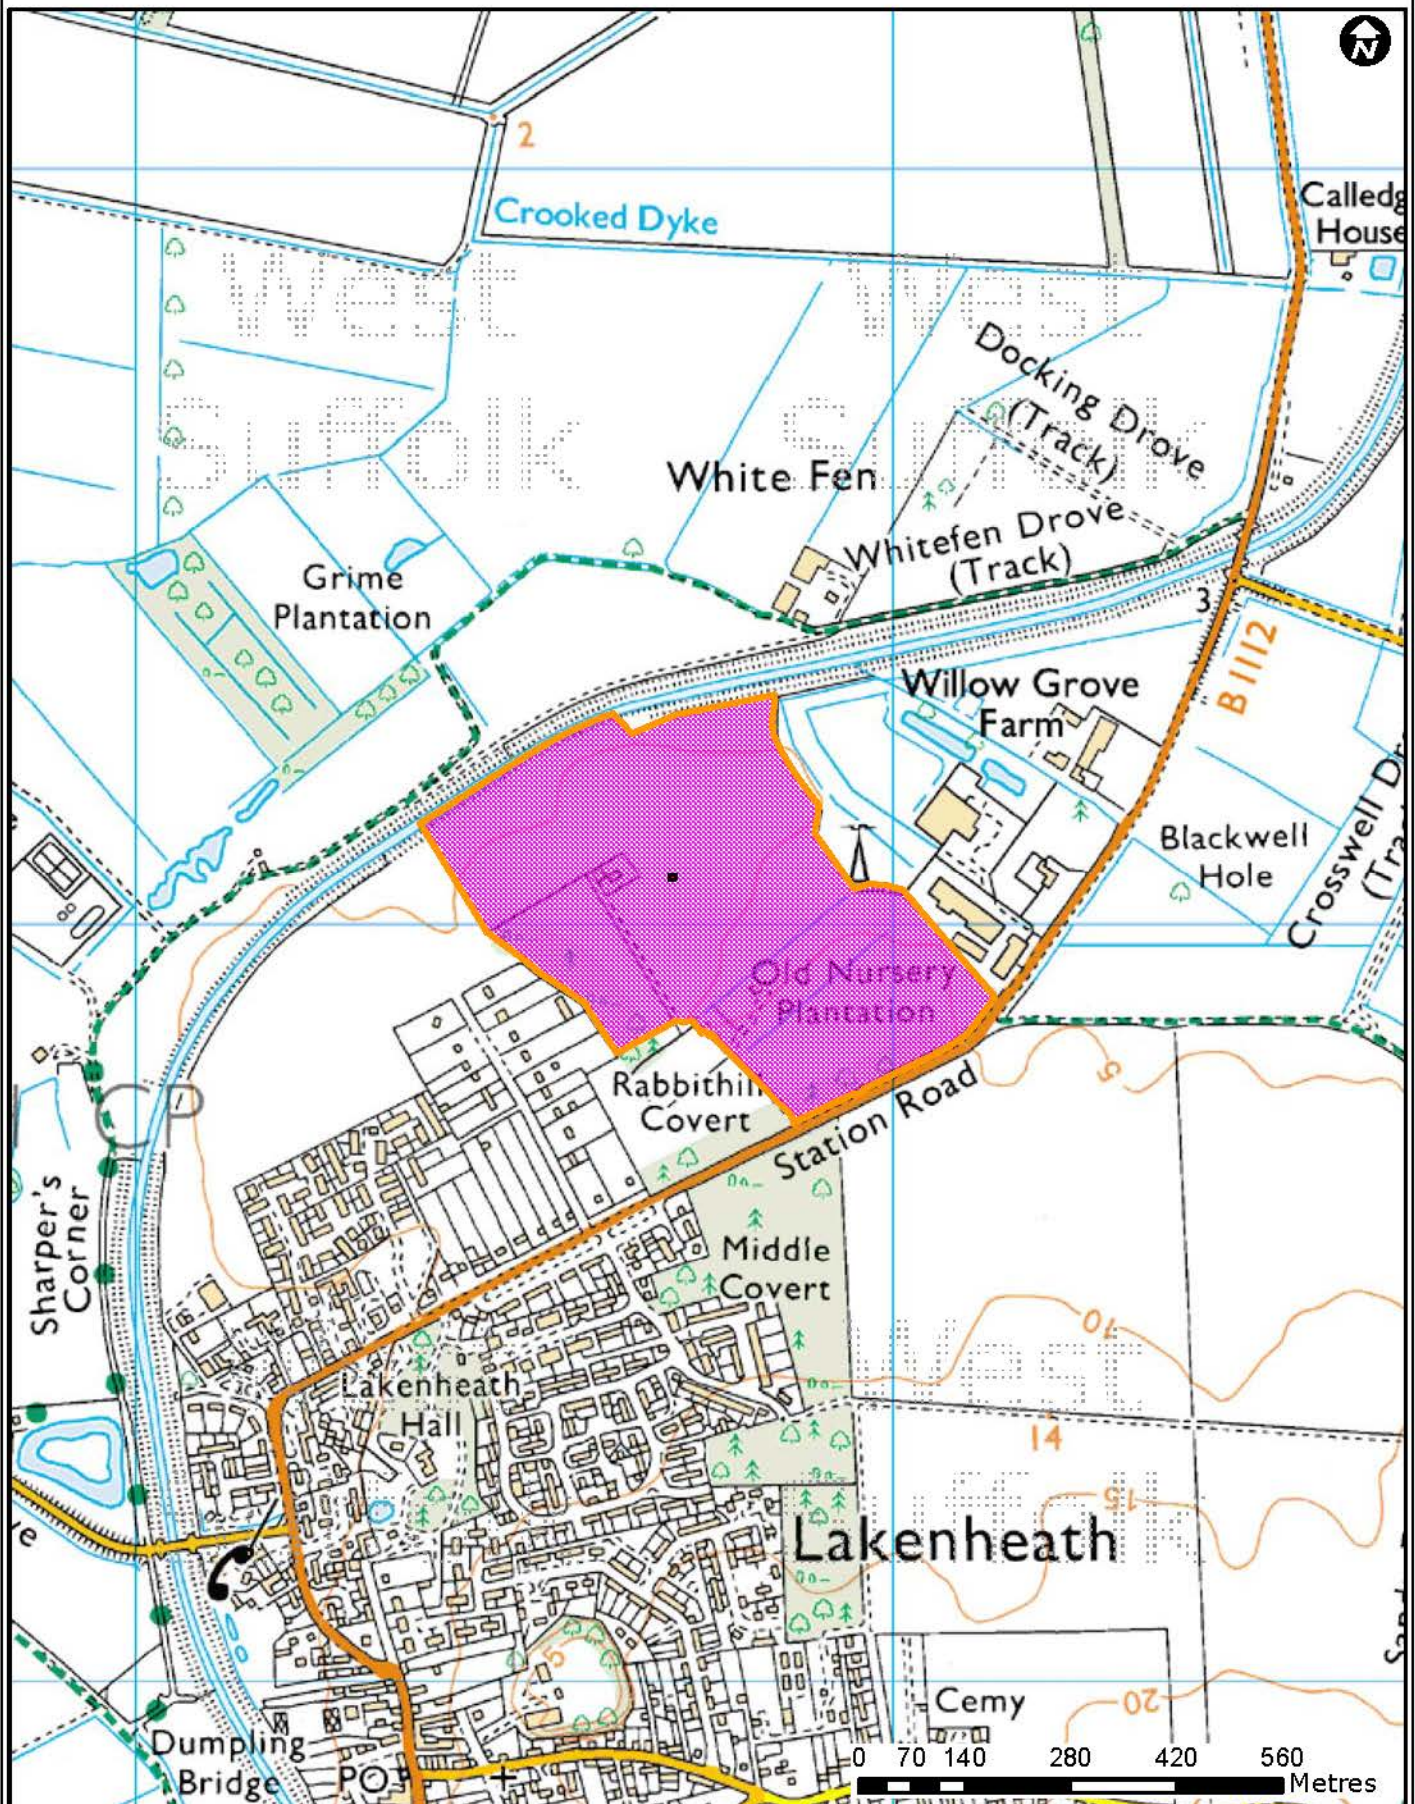 N
2
Crooked Dyke
Calledg
House
West
West
Docking Drove
(Track)
Suffolk
Suffolk
White Fen
Whitefen Drove
(Track)
Grime
Plantation
3
B 1112
Willow Grove
Farm
Blackwell
Hole
Crosswell Dr
(Tra
Old Nursery
Plantation
Rabbithill
Covert
Station Road
5
CP
Sharper's
Corner
Middle
Covert
10
West
Lakenheath
Hall
14
15
Suffolk
Lakenheath
5
Cemy
20
Dumpling
Bridge
PO
0 70 140 280 420 560
Metres